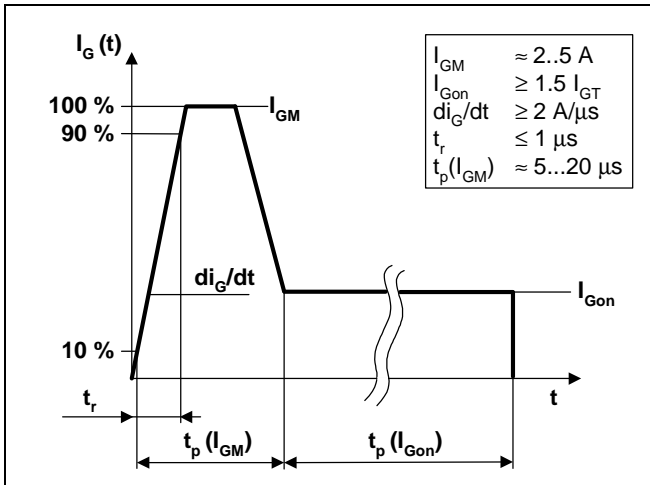 I_G (t)
100 %
90 %
I_GM
di_G/dt
10 %
I_Gon
t_r
t
t_p (I_GM)
t_p (I_Gon)
I_GM ≈ 2..5 A
I_Gon ≥ 1.5 I_GT
di_G/dt ≥ 2 A/μs
t_r ≤ 1 μs
t_p(I_GM) ≈ 5...20 μs